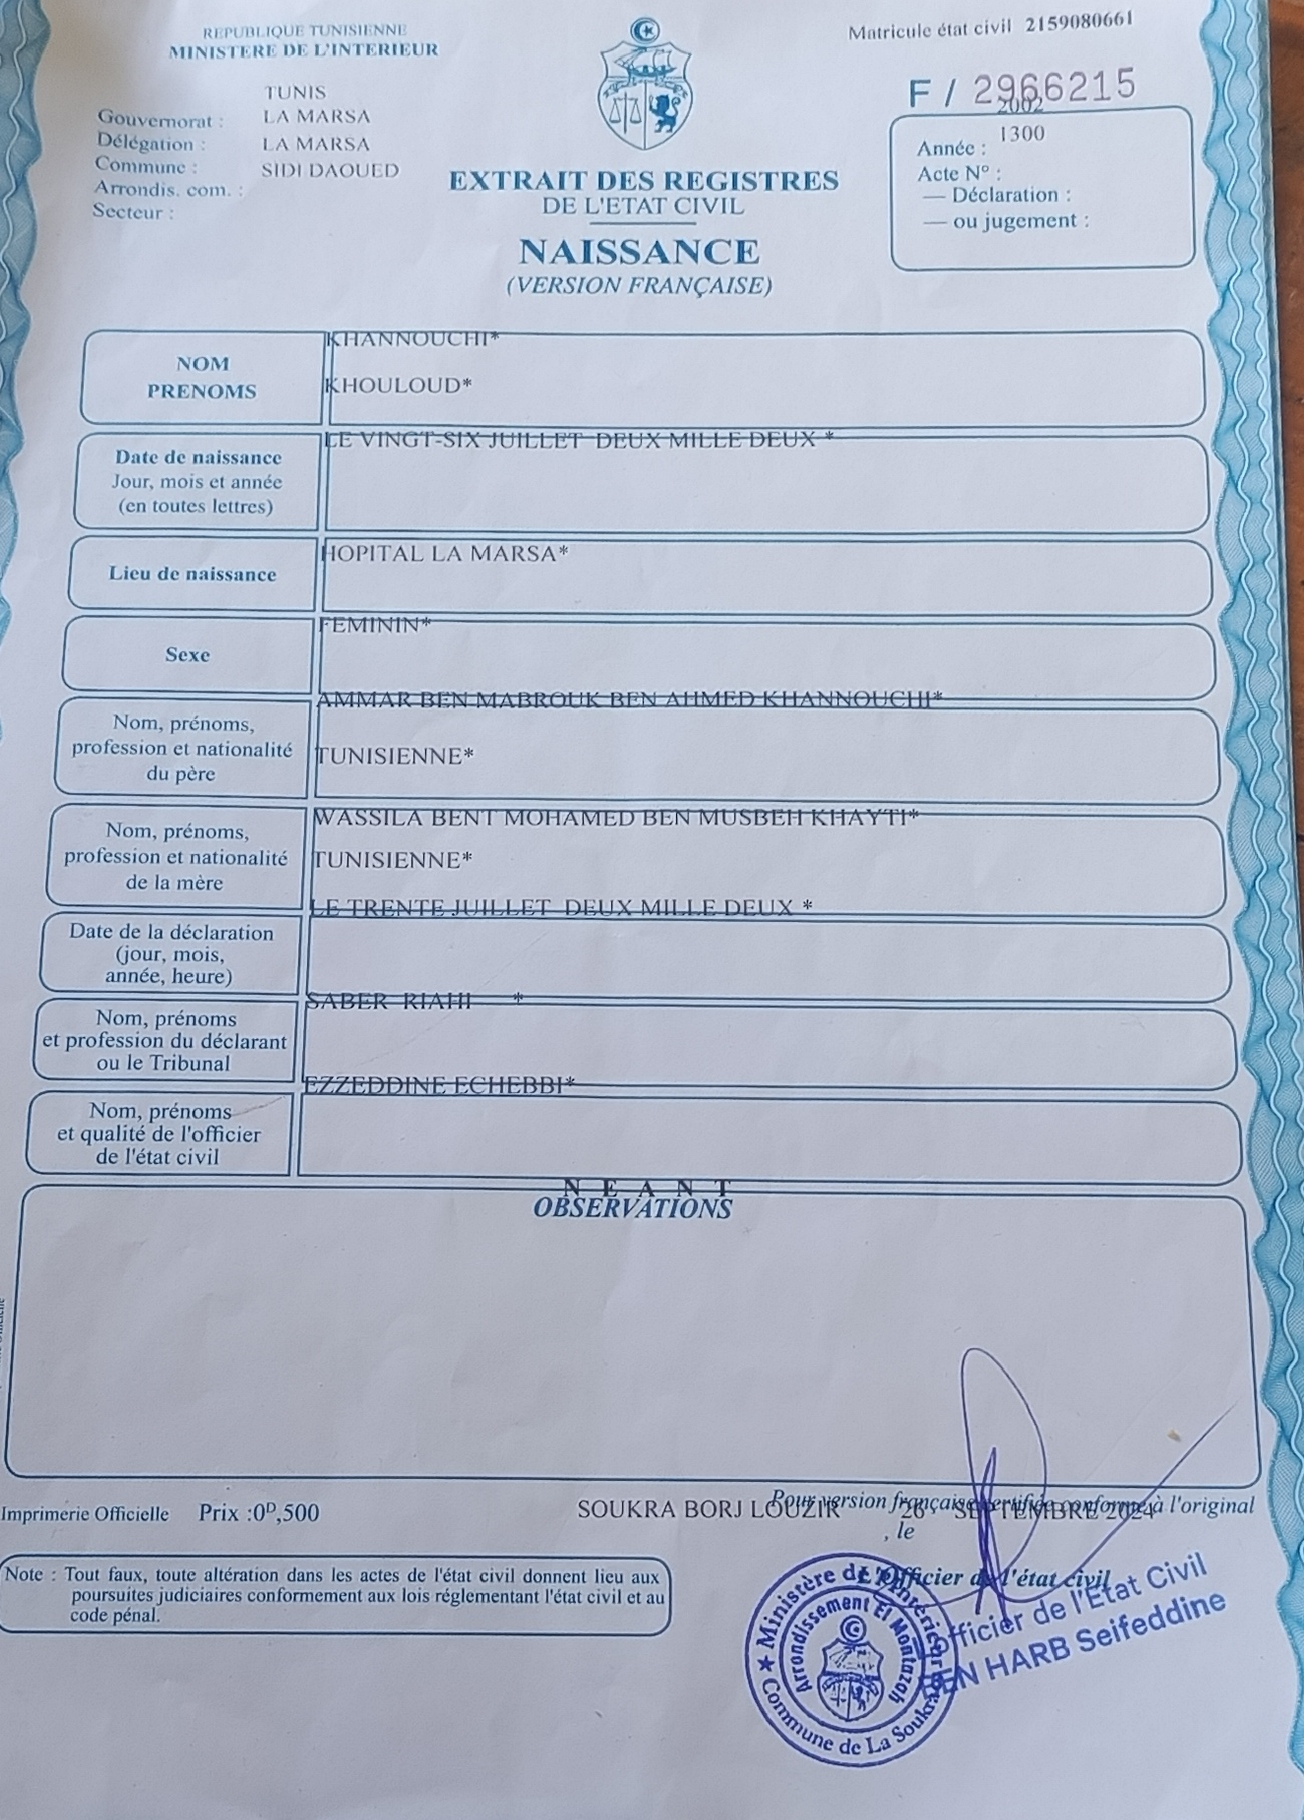 REPUBLIQUE TUNISIENNE
MINISTERE DE L'INTERIEUR
Matricule état civil 2159080661
F / 2966215
TUNIS
Gouvernorat : LA MARSA
Délégation : LA MARSA
Commune : SIDI DAOUED
Arrondis. com. :
Secteur :
2002
1300
Année :
Acte N° :
— Déclaration :
— ou jugement :
EXTRAIT DES REGISTRES
DE L'ETAT CIVIL
NAISSANCE
(VERSION FRANÇAISE)
KHANNOUCHI*
NOM
PRENOMS
KHOULOUD*
LE VINGT-SIX JUILLET DEUX MILLE DEUX *
Date de naissance
Jour, mois et année
(en toutes lettres)
HOPITAL LA MARSA*
Lieu de naissance
FEMININ*
Sexe
AMMAR BEN MABROUK BEN AHMED KHANNOUCHI*
Nom, prénoms,
profession et nationalité
du père
TUNISIENNE*
WASSILA BENT MOHAMED BEN MUSBEH KHAYTI*
Nom, prénoms,
profession et nationalité
de la mère
TUNISIENNE*
LE TRENTE JUILLET DEUX MILLE DEUX *
Date de la déclaration
(jour, mois,
année, heure)
SABER RIAHI *
Nom, prénoms
et profession du déclarant
ou le Tribunal
EZZEDDINE ECHEBBI*
Nom, prénoms
et qualité de l'officier
de l'état civil
N E A N T
OBSERVATIONS
Imprimerie Officielle Prix :0ᴰ,500
Pour version française certifiée conforme à l'original
SOUKRA BORJ LOUZIR 26 SEPTEMBRE 2024
, le
L'Officier de l'état civil
Note : Tout faux, toute altération dans les actes de l'état civil donnent lieu aux
poursuites judiciaires conformement aux lois réglementant l'état civil et au
code pénal.
Ministère de l'Intérieur
Arrondissement El Montazah
Commune de La Soukra
L'Officier de l'Etat Civil
BEN HARB Seifeddine